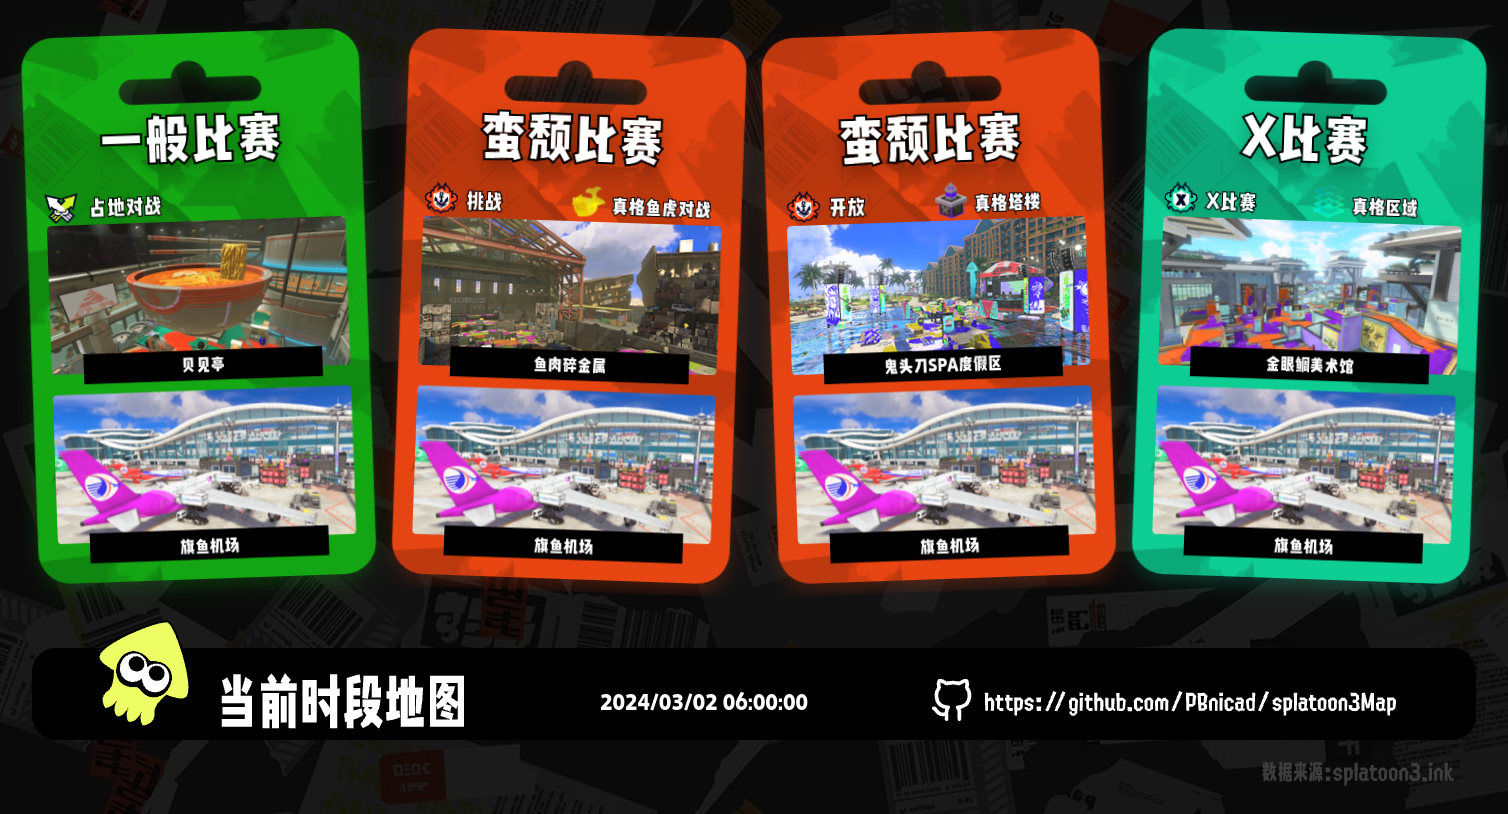 一般比赛
占地对战
贝见亭
旗鱼机场
蛮颓比赛
挑战
真格鱼虎对战
鱼肉碎金属
旗鱼机场
蛮颓比赛
开放
真格塔楼
鬼头刀SPA度假区
旗鱼机场
X比赛
X比赛
真格区域
金眼鲷美术馆
旗鱼机场
当前时段地图
2024/03/02 06:00:00
https://github.com/PBnicad/splatoon3Map
数据来源:splatoon3.ink